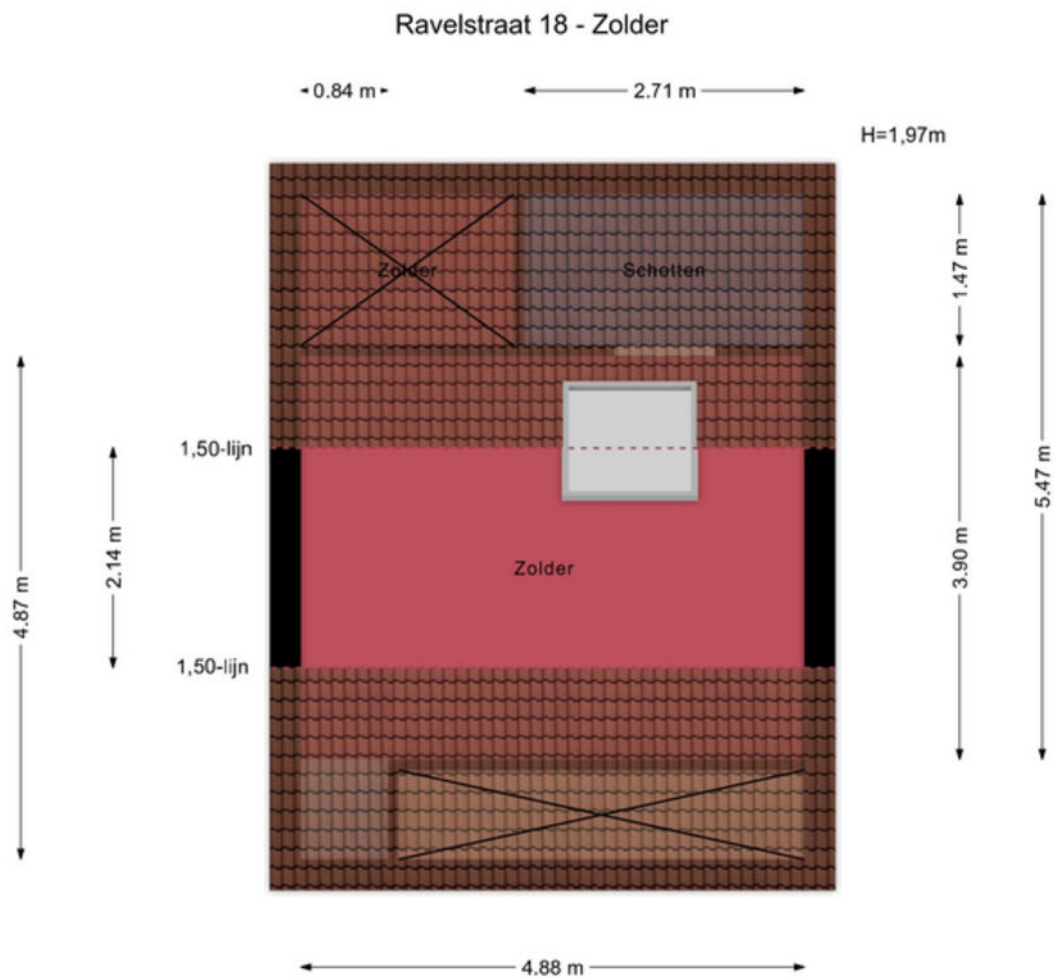 Ravelstraat 18 - Zolder
0.84 m
2.71 m
H=1,97m
Zolder
Schotten
1.47 m
5.47 m
1,50-lijn
2.14 m
Zolder
3.90 m
4.87 m
1,50-lijn
4.88 m